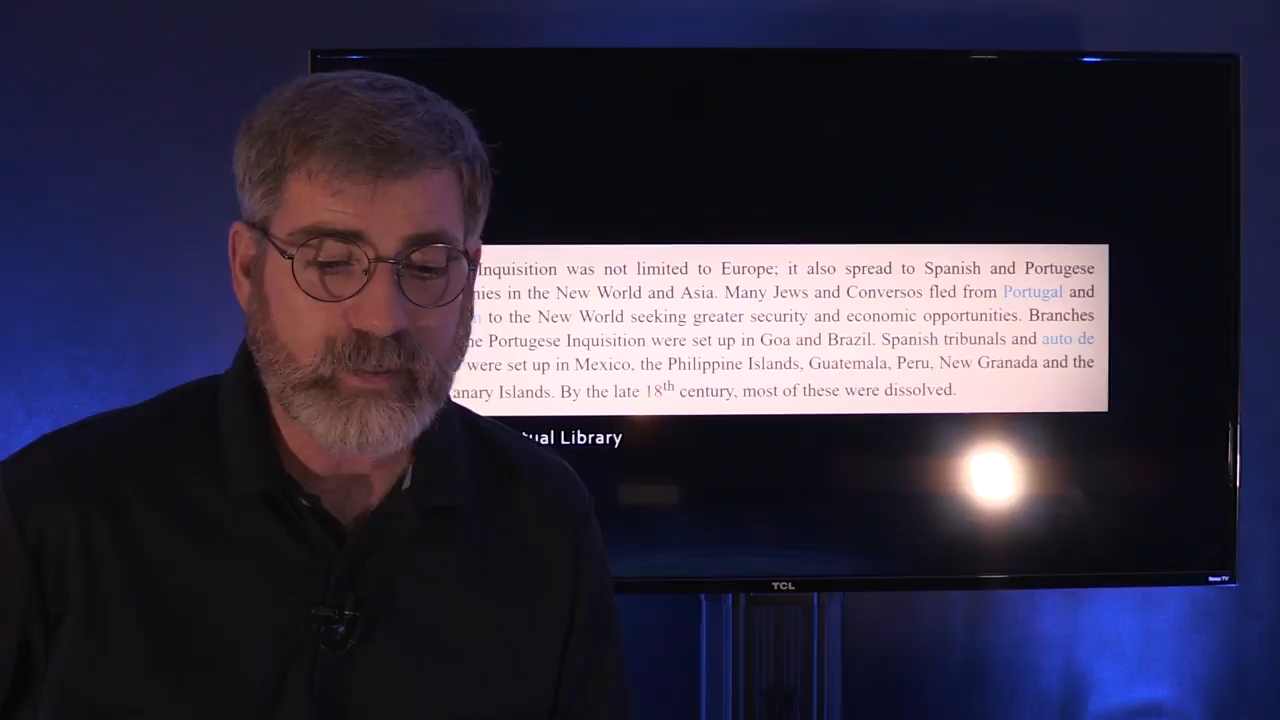 Inquisition was not limited to Europe; it also spread to Spanish and Portugese
nies in the New World and Asia. Many Jews and Conversos fled from Portugal and
n to the New World seeking greater security and economic opportunities. Branches
he Portugese Inquisition were set up in Goa and Brazil. Spanish tribunals and auto de
were set up in Mexico, the Philippine Islands, Guatemala, Peru, New Granada and the
anary Islands. By the late 18th century, most of these were dissolved.
tual Library
TCL
Roku TV